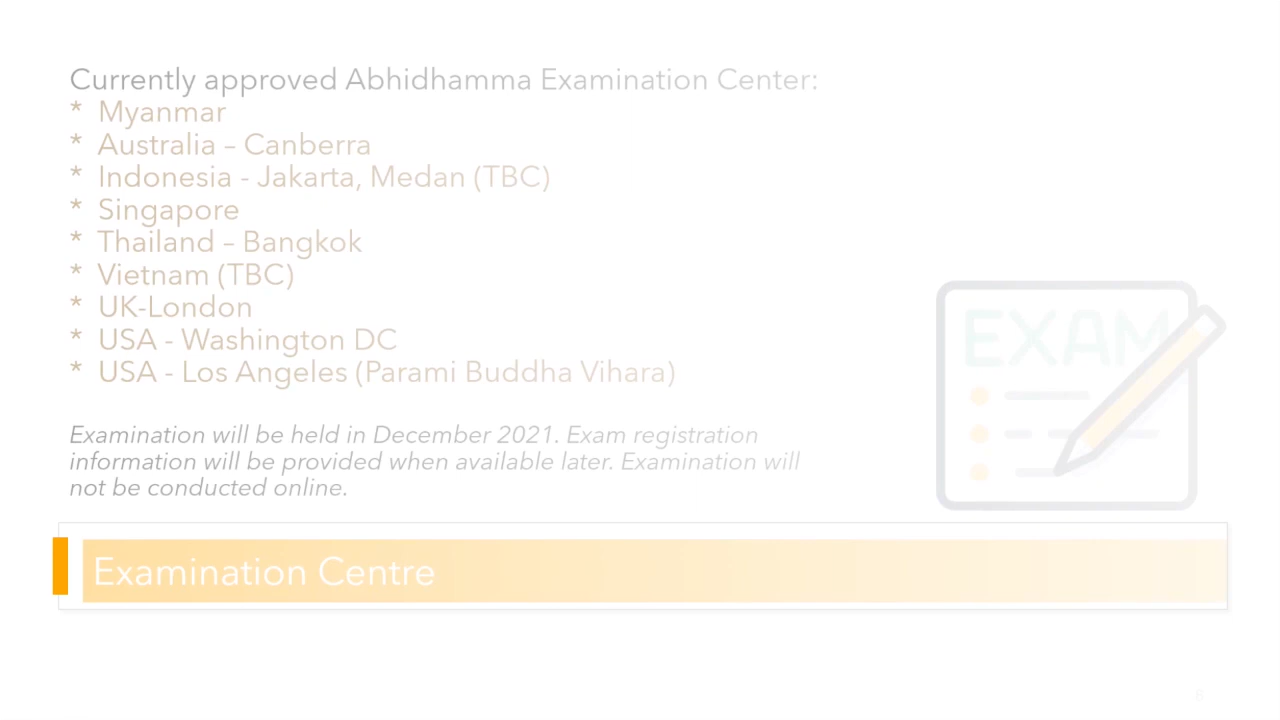 Currently approved Abhidhamma Examination Center:
* Myanmar
* Australia – Canberra
* Indonesia - Jakarta, Medan (TBC)
* Singapore
* Thailand – Bangkok
* Vietnam (TBC)
* UK-London
* USA - Washington DC
* USA - Los Angeles (Parami Buddha Vihara)
EXAM
Examination will be held in December 2021. Exam registration
information will be provided when available later. Examination will
not be conducted online.
Examination Centre